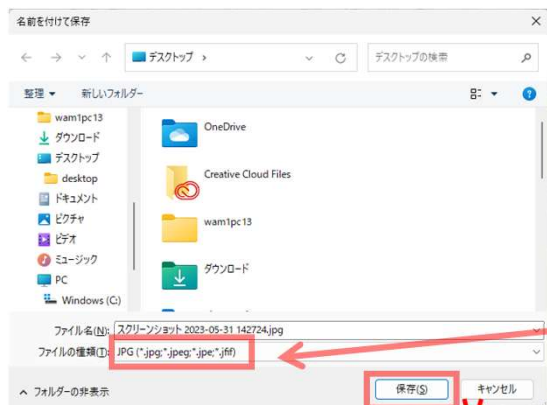 名前を付けて保存
デスクトップ
デスクトップの検索
整理
新しいフォルダー
wam1pc13
ダウンロード
デスクトップ
desktop
ドキュメント
ピクチャ
ビデオ
ミュージック
PC
Windows (C:)
OneDrive
Creative Cloud Files
wam1pc13
ダウンロード
ファイル名(N): スクリーンショット 2023-05-31 142724.jpg
ファイルの種類(T): JPG (*.jpg;*.jpeg;*.jpe;*.jfif)
フォルダーの非表示
保存(S)
キャンセル